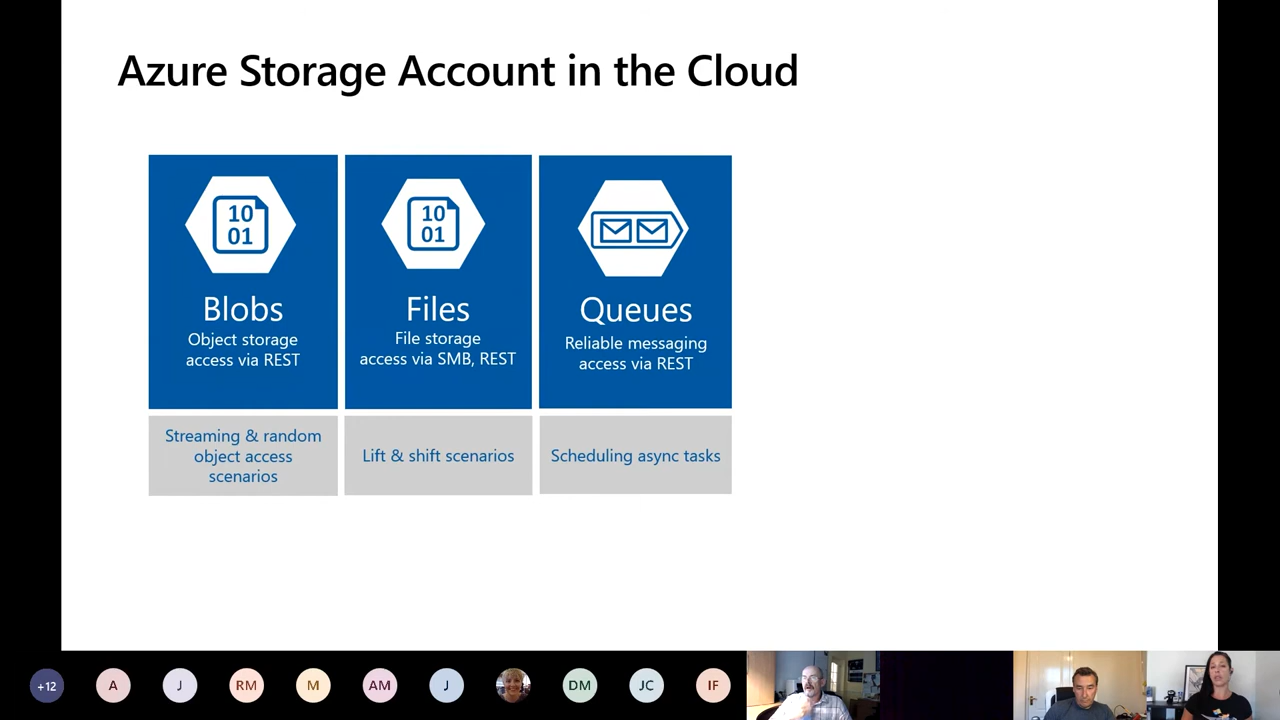 Azure Storage Account in the Cloud
10
01
Blobs
Object storage
access via REST
Streaming & random
object access
scenarios
10
01
Files
File storage
access via SMB, REST
Lift & shift scenarios
Queues
Reliable messaging
access via REST
Scheduling async tasks
+12
A
J
RM
M
AM
J
DM
JC
IF